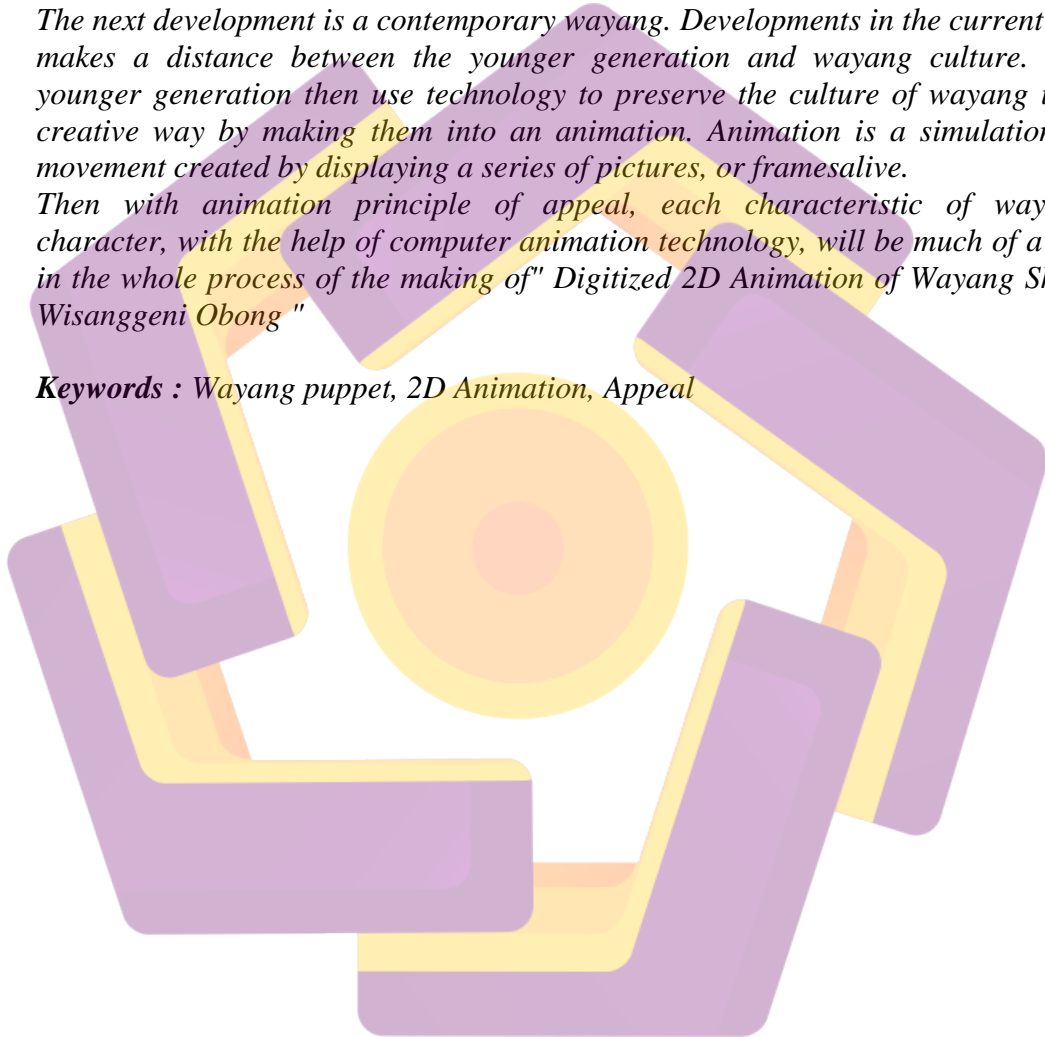 The next development is a contemporary wayang. Developments in the current
makes a distance between the younger generation and wayang culture.
younger generation then use technology to preserve the culture of wayang
creative way by making them into an animation. Animation is a simulation
movement created by displaying a series of pictures, or framesalive.
Then with animation principle of appeal, each characteristic of
character, with the help of computer animation technology, will be much of a
in the whole process of the making of" Digitized 2D Animation of Wayang
Wisanggeni Obong "
Keywords : Wayang puppet, 2D Animation, Appeal